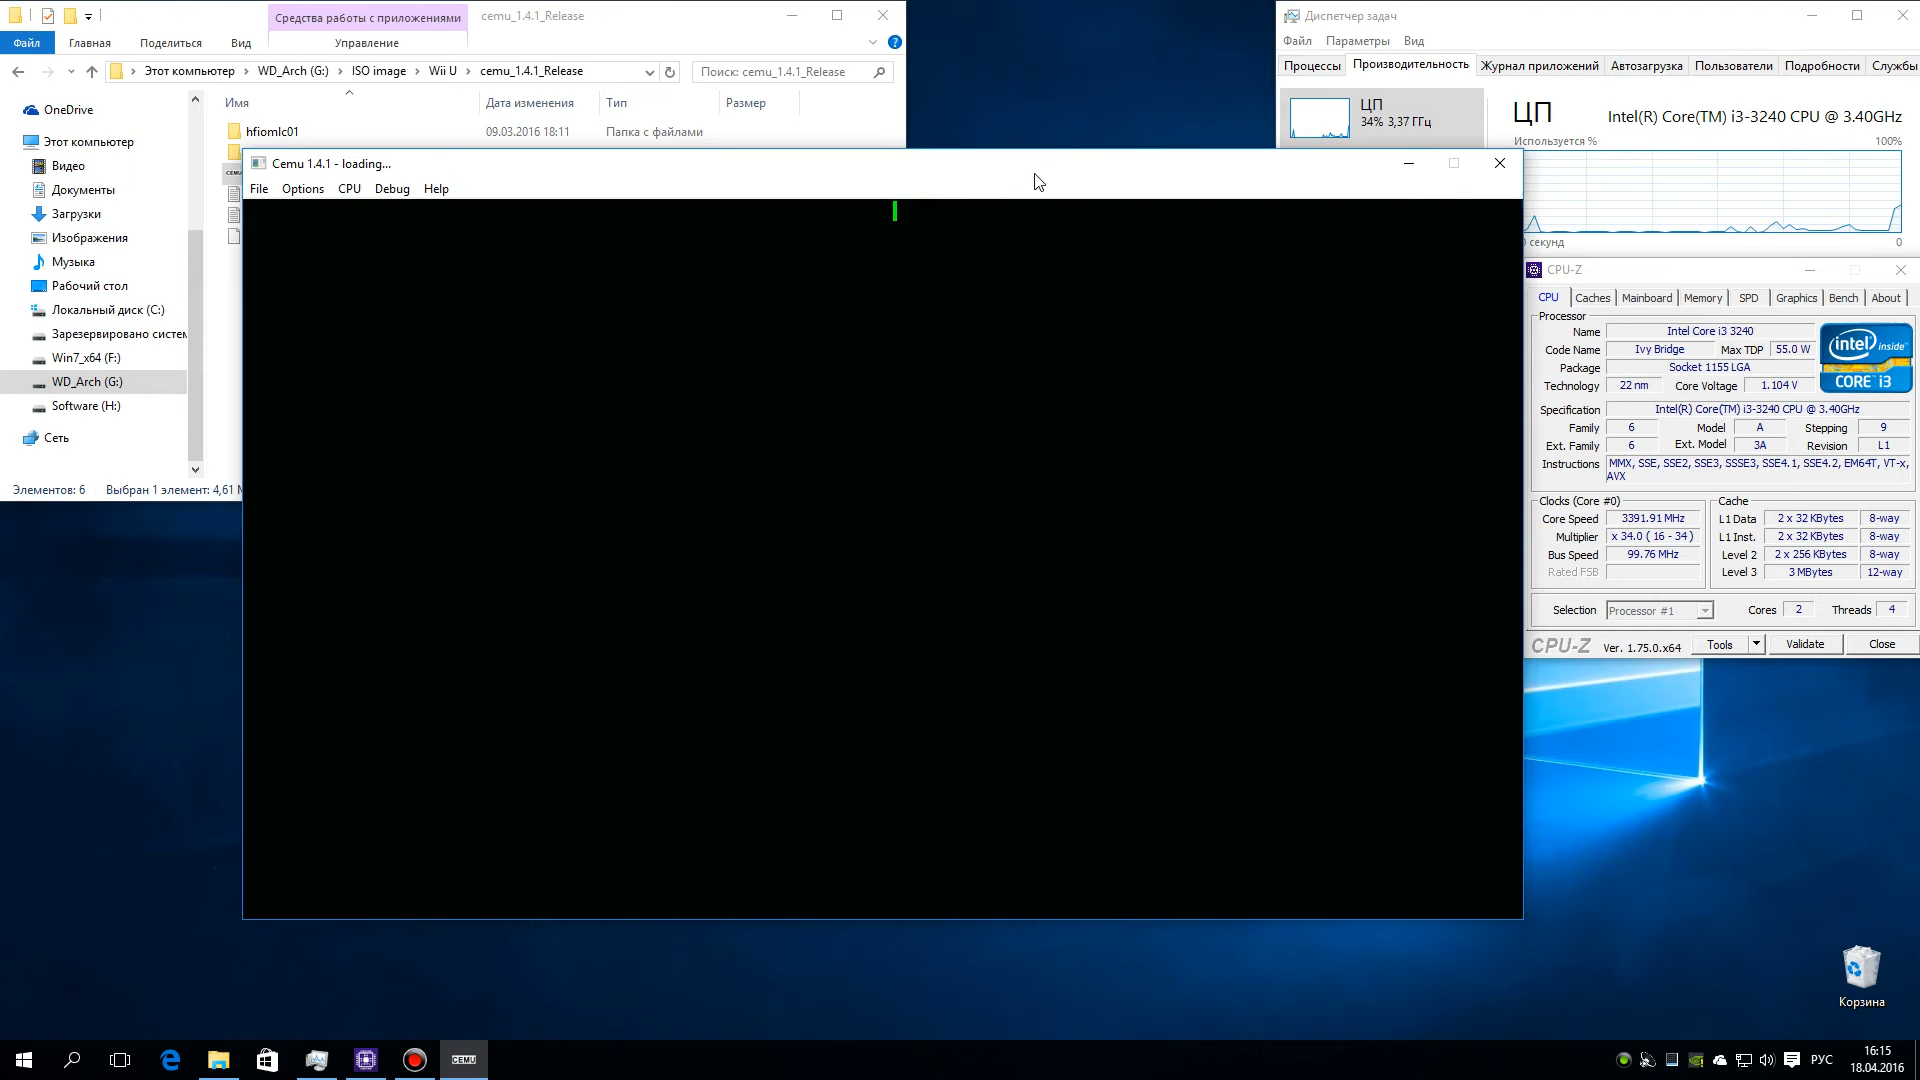 Средства работы с приложениями
cemu_1.4.1_Release
Файл
Главная
Поделиться
Вид
Управление
Этот компьютер
WD_Arch (G:)
ISO image
Wii U
cemu_1.4.1_Release
Поиск: cemu_1.4.1_Release
OneDrive
Этот компьютер
Видео
Документы
Загрузки
Изображения
Музыка
Рабочий стол
Локальный диск (C:)
Зарезервировано систем
Win7_x64 (F:)
WD_Arch (G:)
Software (H:)
Сеть
Имя
Дата изменения
Тип
Размер
hfiomlc01
09.03.2016 18:11
Папка с файлами
Элементов: 6
Выбран 1 элемент: 4,61
Cemu 1.4.1 - loading...
File
Options
CPU
Debug
Help
Диспетчер задач
Файл
Параметры
Вид
Процессы
Производительность
Журнал приложений
Автозагрузка
Пользователи
Подробности
Службы
ЦП
34% 3,37 ГГц
ЦП
Intel(R) Core(TM) i3-3240 CPU @ 3.40GHz
Используется %
100%
секунд
0
CPU-Z
CPU
Caches
Mainboard
Memory
SPD
Graphics
Bench
About
Processor
Name
Intel Core i3 3240
Code Name
Ivy Bridge
Max TDP
55.0 W
Package
Socket 1155 LGA
Technology
22 nm
Core Voltage
1.104 V
intel inside
CORE i3
Specification
Intel(R) Core(TM) i3-3240 CPU @ 3.40GHz
Family
6
Model
A
Stepping
9
Ext. Family
6
Ext. Model
3A
Revision
L1
Instructions
MMX, SSE, SSE2, SSE3, SSSE3, SSE4.1, SSE4.2, EM64T, VT-x,
AVX
Clocks (Core #0)
Core Speed
3391.91 MHz
Multiplier
x 34.0 ( 16 - 34 )
Bus Speed
99.76 MHz
Rated FSB
Cache
L1 Data
2 x 32 KBytes
8-way
L1 Inst.
2 x 32 KBytes
8-way
Level 2
2 x 256 KBytes
8-way
Level 3
3 MBytes
12-way
Selection
Processor #1
Cores
2
Threads
4
CPU-Z
Ver. 1.75.0.x64
Tools
Validate
Close
Корзина
CEMU
РУС
16:15
18.04.2016